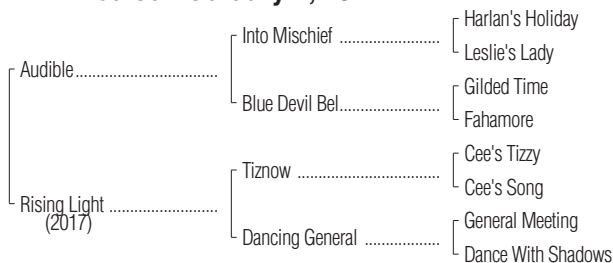 Harlan's Holiday
Into Mischief ........................
Leslie's Lady
Audible..................................
Gilded Time
Blue Devil Bel........................
Fahamore
Cee's Tizzy
Tiznow ..................................
Cee's Song
Rising Light ..........................
(2017)
General Meeting
Dancing General ..................
Dance With Shadows